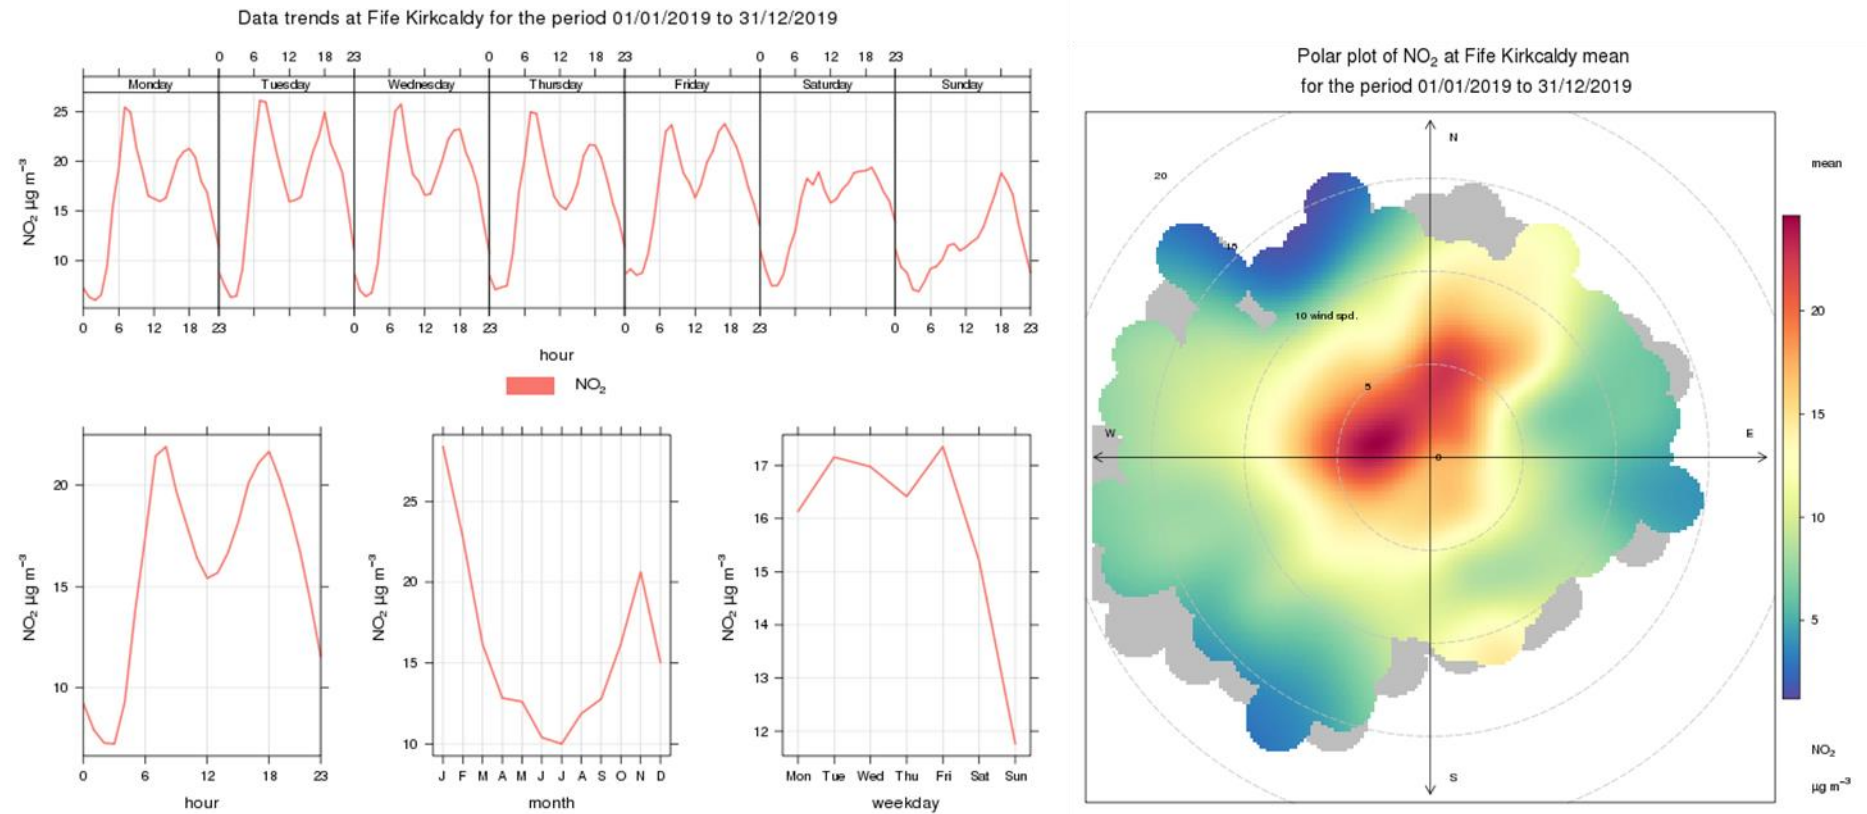 Data trends at Fife Kirkcaldy for the period 01/01/2019 to 31/12/2019
0 6 12 18 23 0 6 12 18 23 0 6 12 18 23
Monday Tuesday Wednesday Thursday Friday Saturday Sunday
25
20
15
10
NO₂ µg m⁻³
0 6 12 18 23 0 6 12 18 23 0 6 12 18 23 0 6 12 18 23
hour
NO₂
20
15
10
NO₂ µg m⁻³
0 6 12 18 23
hour
25
20
15
10
NO₂ µg m⁻³
J F M A M J J A S O N D
month
17
16
15
14
13
12
NO₂ µg m⁻³
Mon Tue Wed Thu Fri Sat Sun
weekday
Polar plot of NO₂ at Fife Kirkcaldy mean
for the period 01/01/2019 to 31/12/2019
N
20
15
10 wind spd.
5
W
E
0
S
mean
20
15
10
5
NO₂
µg m⁻³